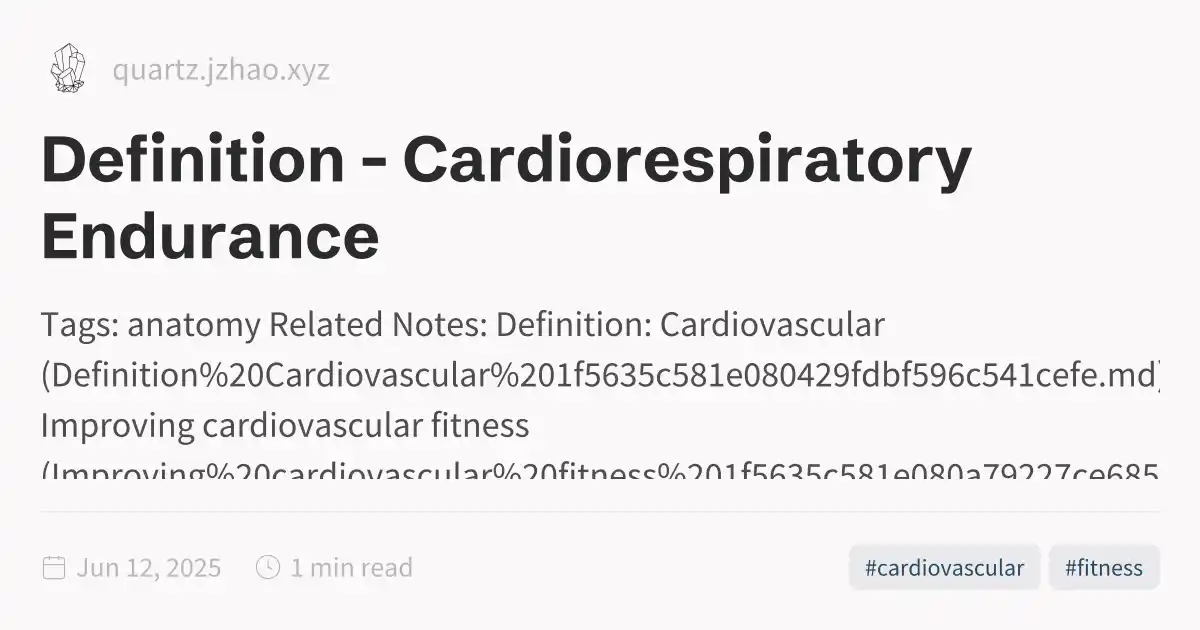 quartz.jzhao.xyz
Definition - Cardiorespiratory
Endurance
Tags: anatomy Related Notes: Definition: Cardiovascular
(Definition%20Cardiovascular%201f5635c581e080429fdbf596c541cefe.md)
Improving cardiovascular fitness
(Improving%20cardiovascular%20fitness%201f5635c581e080a79227ce685
Jun 12, 2025
1 min read
#cardiovascular
#fitness